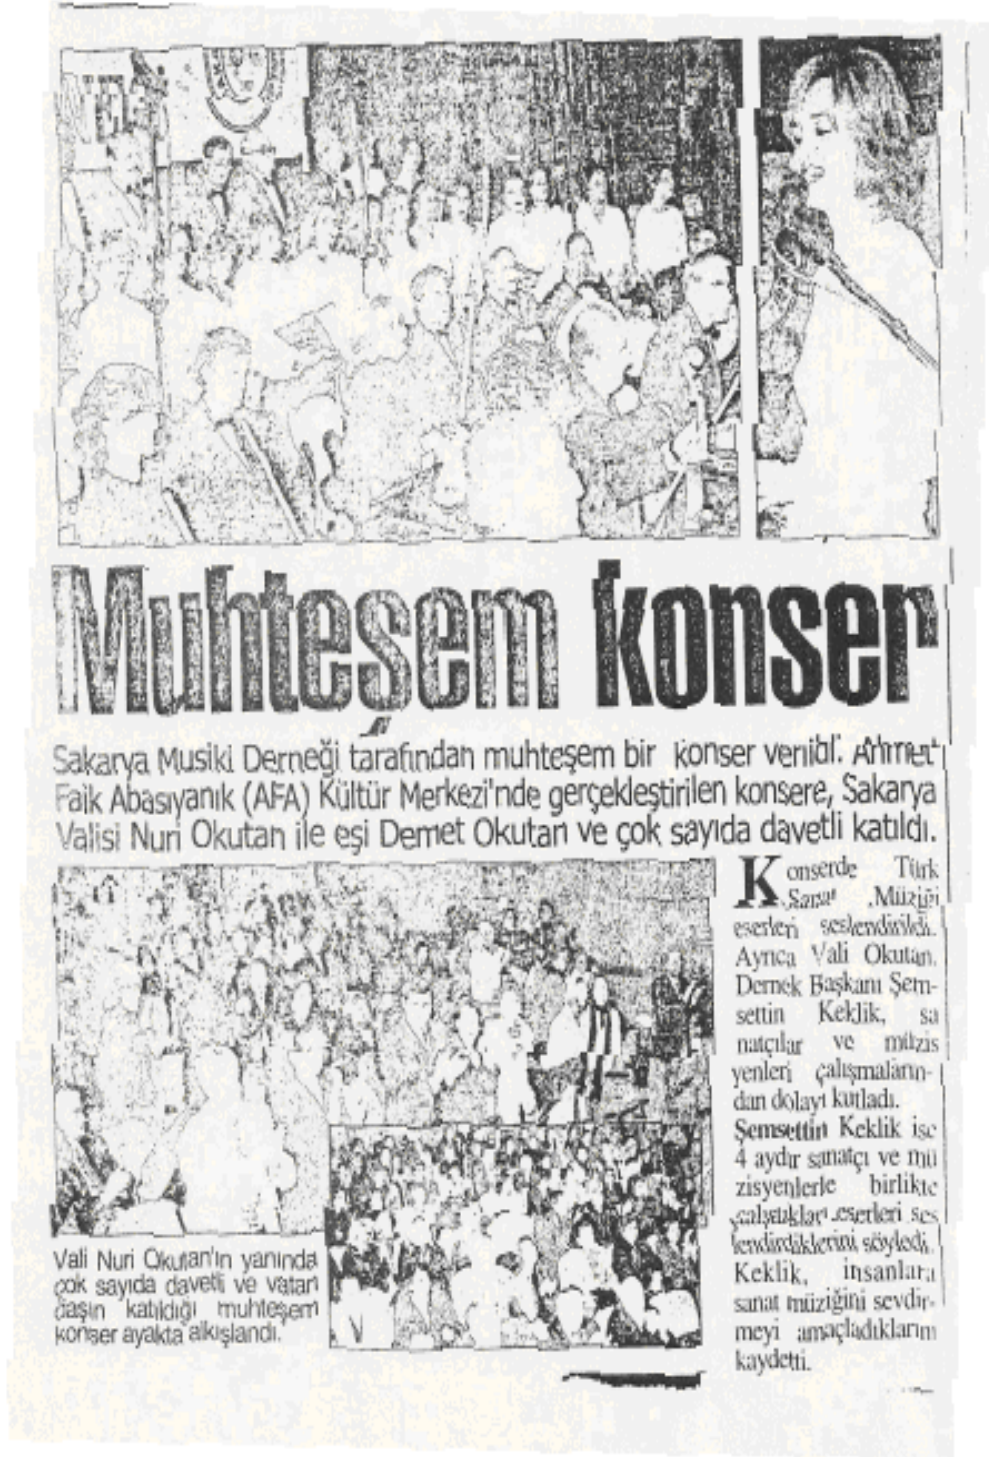 Muhteşem konser
Sakarya Musiki Derneği tarafından muhteşem bir konser verildi. Ahmet
Faik Abasıyanık (AFA) Kültür Merkezi'nde gerçekleştirilen konsere, Sakarya
Valisi Nuri Okutan ile eşi Demet Okutan ve çok sayıda davetli katıldı.
Konserde Türk
Sanat Müziği
eserleri seslendirildi.
Ayrıca Vali Okutan,
Dernek Başkanı Şem-
settin Keklik, sa
natçılar ve müzis
yenleri çalışmaların-
dan dolayı kutladı.
Şemsettin Keklik ise
4 aydır sanatçı ve mü
zisyenlerle birlikte
çalıştıkları eserleri ses
lendirdiklerini söyledi.
Keklik, insanlara
sanat müziğini sevdir-
meyi amaçladıklarını
kaydetti.
Vali Nuri Okutan'ın yanında
çok sayıda davetli ve vatan
daşın katıldığı muhteşem
konser ayakta alkışlandı.